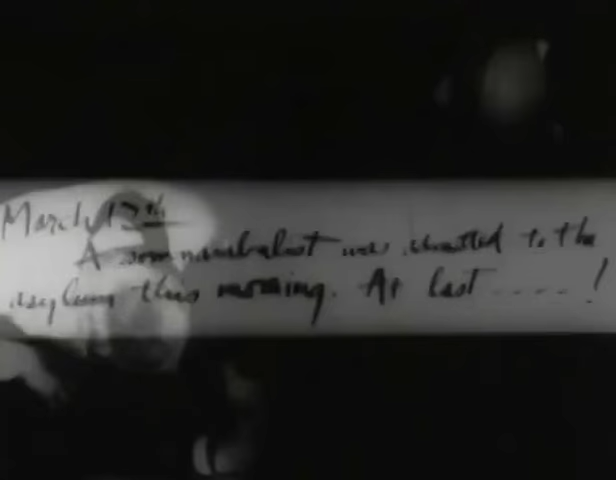 March 12th
A somnambulist was admitted to the
asylum this morning. At last ....!